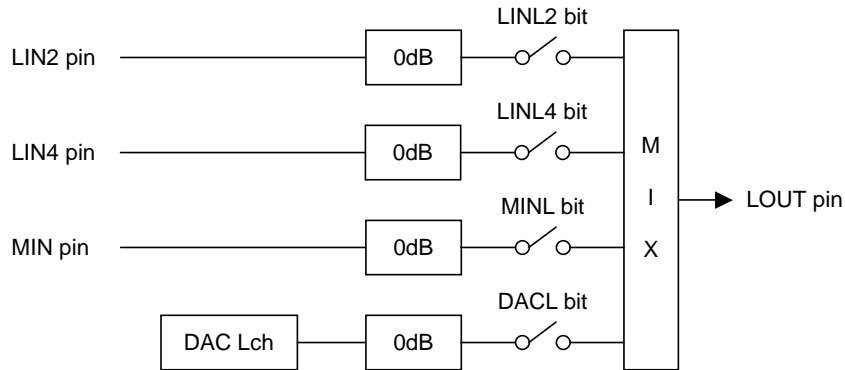 LINL2 bit
LIN2 pin
0dB
LINL4 bit
LIN4 pin
0dB
M
I
X
LOUT pin
MINL bit
MIN pin
0dB
DACL bit
DAC Lch
0dB